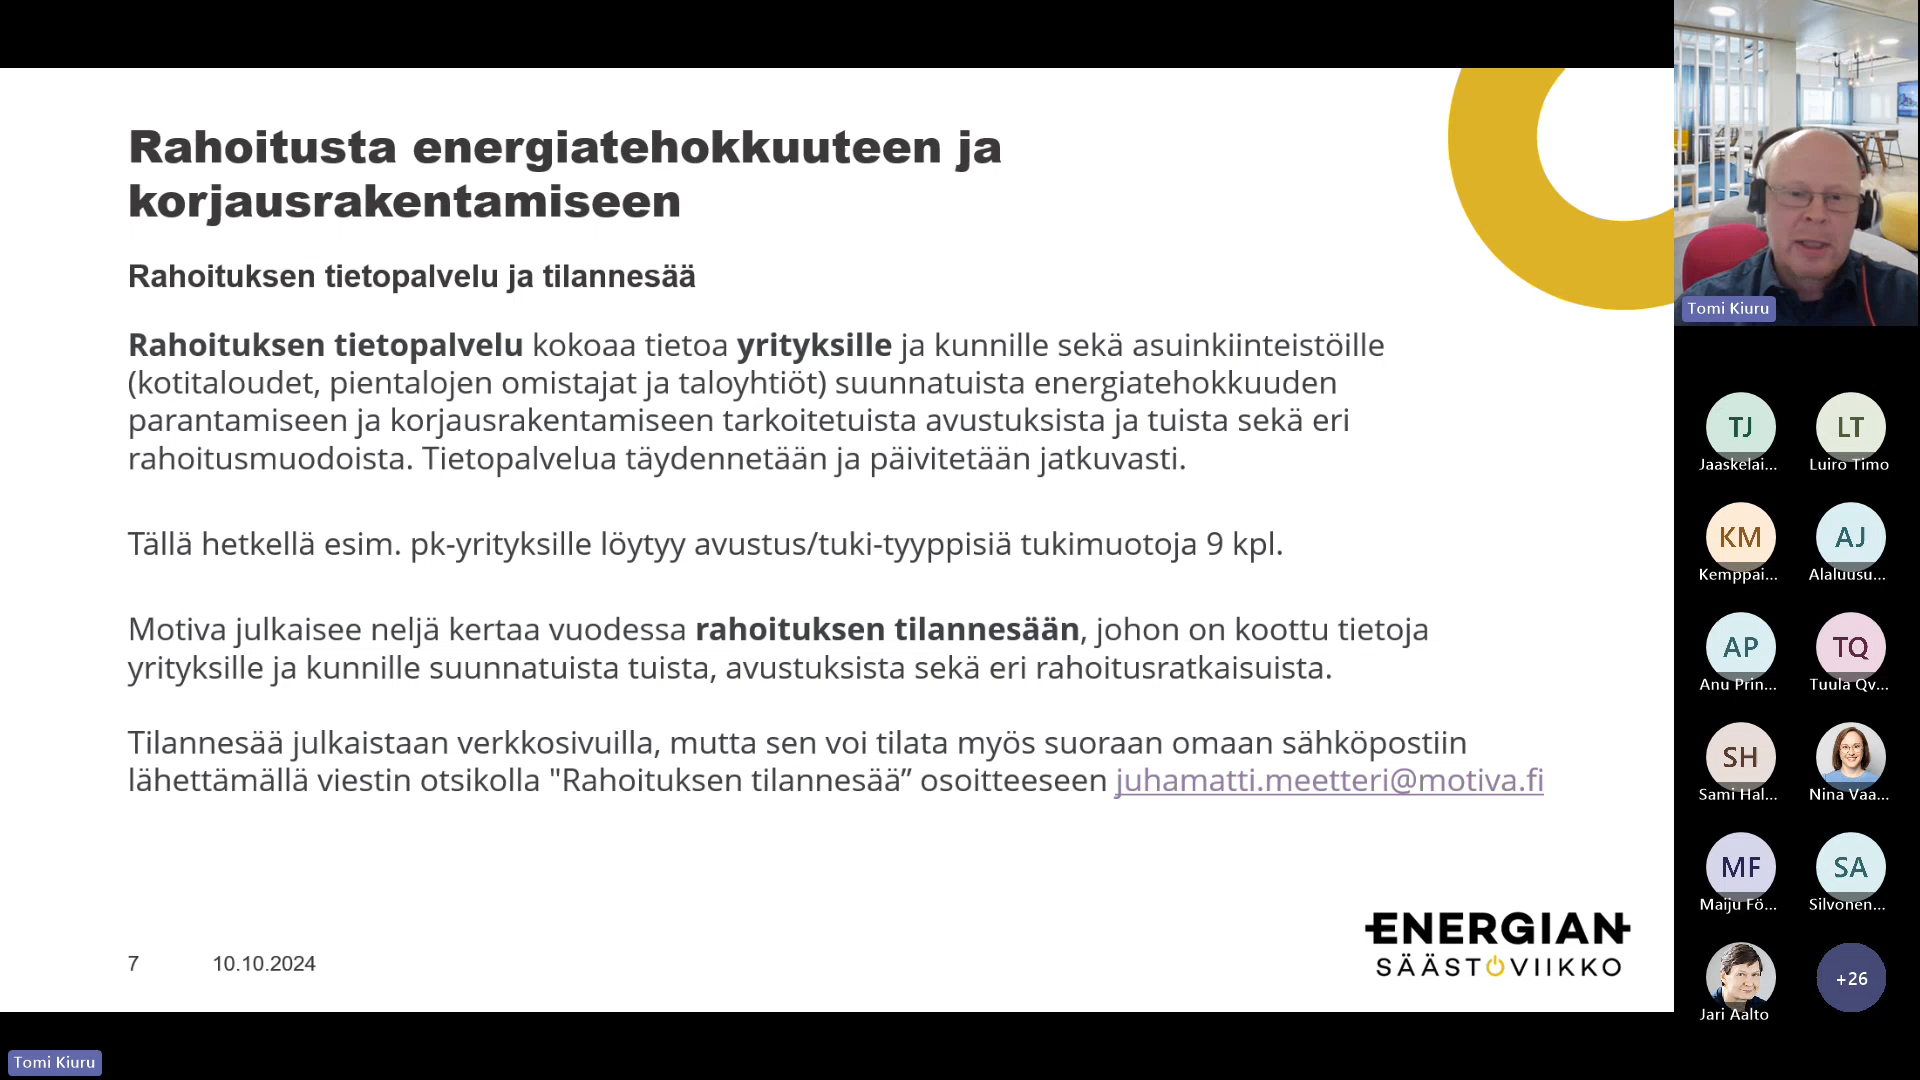 Rahoitusta energiatehokkuuteen ja
korjausrakentamiseen
Rahoituksen tietopalvelu ja tilannesää
Rahoituksen tietopalvelu kokoaa tietoa yrityksille ja kunnille sekä asuinkiinteistöille
(kotitaloudet, pientalojen omistajat ja taloyhtiöt) suunnatuista energiatehokkuuden
parantamiseen ja korjausrakentamiseen tarkoitetuista avustuksista ja tuista sekä eri
rahoitusmuodoista. Tietopalvelua täydennetään ja päivitetään jatkuvasti.
Tällä hetkellä esim. pk-yrityksille löytyy avustus/tuki-tyyppisiä tukimuotoja 9 kpl.
Motiva julkaisee neljä kertaa vuodessa rahoituksen tilannesään, johon on koottu tietoja
yrityksille ja kunnille suunnatuista tuista, avustuksista sekä eri rahoitusratkaisuista.
Tilannesää julkaistaan verkkosivuilla, mutta sen voi tilata myös suoraan omaan sähköpostiin
lähettämällä viestin otsikolla "Rahoituksen tilannesää” osoitteeseen juhamatti.meetteri@motiva.fi
7 10.10.2024
ENERGIAN
SÄÄSTÖVIIKKO
Tomi Kiuru
Tomi Kiuru
TJ LT
Jaaskelai... Luiro Timo
KM AJ
Kemppai... Alaluusu...
AP TQ
Anu Prin... Tuula Qv...
SH
Sami Hal... Nina Vaa...
MF SA
Maiju Fö... Silvonen...
+26
Jari Aalto